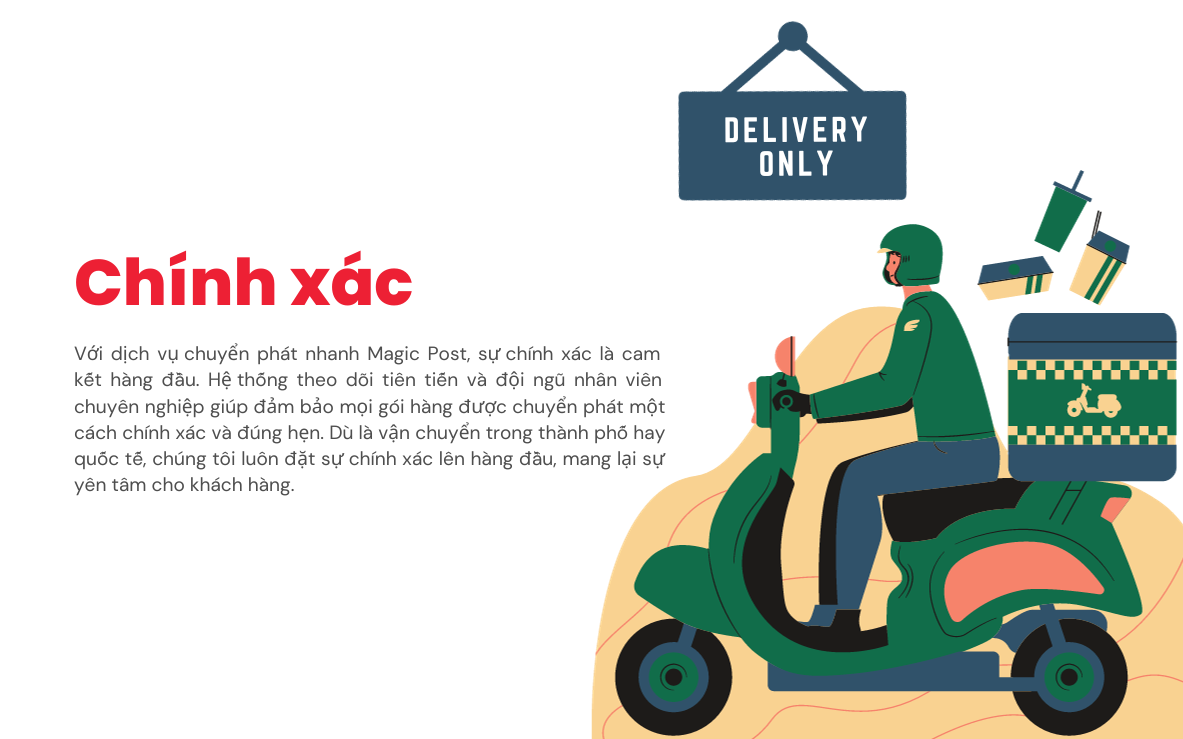 DELIVERY
ONLY
Chính xác
Với dịch vụ chuyển phát nhanh Magic Post, sự chính xác là cam
kết hàng đầu. Hệ thống theo dõi tiên tiến và đội ngũ nhân viên
chuyên nghiệp giúp đảm bảo mọi gói hàng được chuyển phát một
cách chính xác và đúng hẹn. Dù là vận chuyển trong thành phố hay
quốc tế, chúng tôi luôn đặt sự chính xác lên hàng đầu, mang lại sự
yên tâm cho khách hàng.